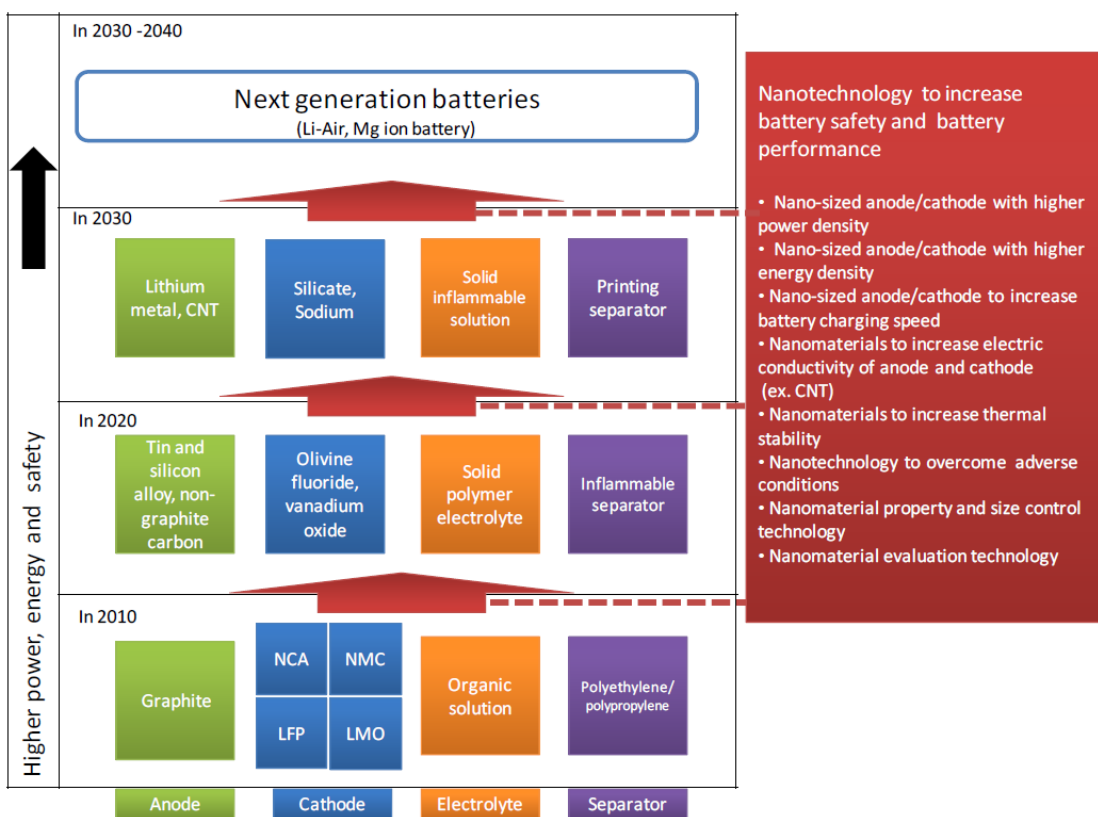 In 2030 -2040
Next generation batteries
(Li-Air, Mg ion battery)
In 2030
Lithium
metal, CNT
Silicate,
Sodium
Solid
inflammable
solution
Printing
separator
In 2020
Tin and
silicon
alloy, non-
graphite
carbon
Olivine
fluoride,
vanadium
oxide
Solid
polymer
electrolyte
Inflammable
separator
In 2010
Graphite
NCA
NMC
LFP
LMO
Organic
solution
Polyethylene/
polypropylene
Anode
Cathode
Electrolyte
Separator
Higher power, energy and safety
Nanotechnology to increase
battery safety and battery
performance
• Nano-sized anode/cathode with higher
power density
• Nano-sized anode/cathode with higher
energy density
• Nano-sized anode/cathode to increase
battery charging speed
• Nanomaterials to increase electric
conductivity of anode and cathode
(ex. CNT)
• Nanomaterials to increase thermal
stability
• Nanotechnology to overcome adverse
conditions
• Nanomaterial property and size control
technology
• Nanomaterial evaluation technology